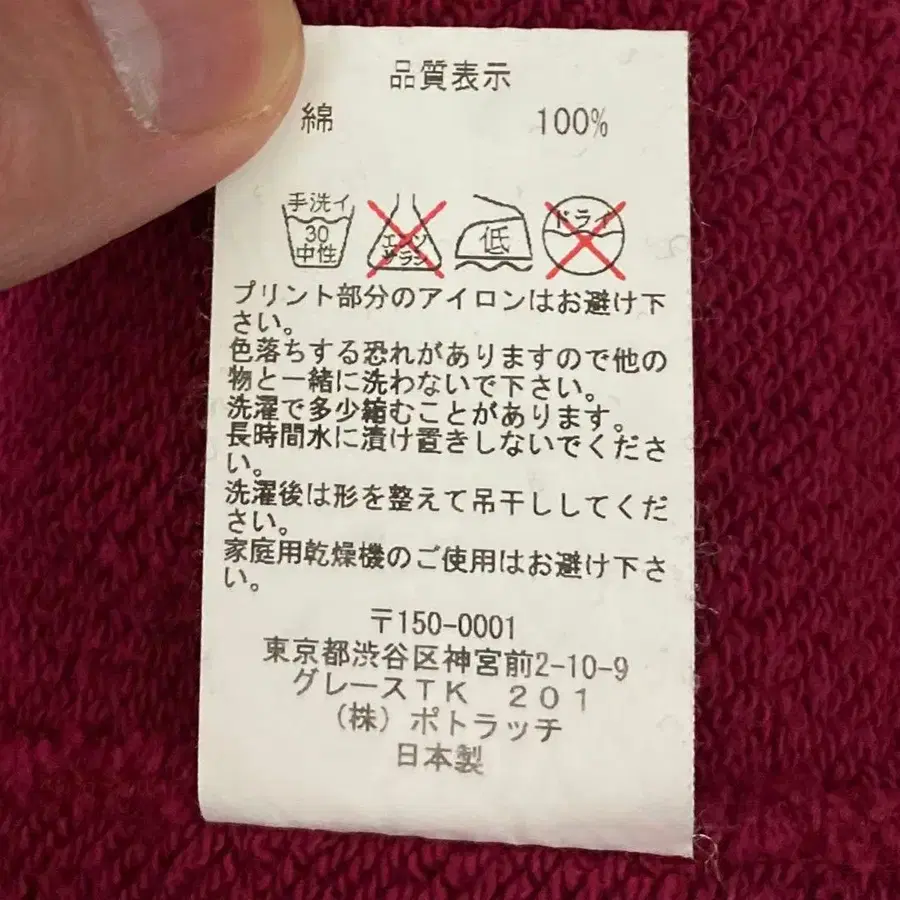 品質表示
綿 100%
手洗イ
30
中性
エンソ
サラシ
低
ドライ
プリント部分のアイロンはお避け下
さい。
色落ちする恐れがありますので他の
物と一緒に洗わないで下さい。
洗濯で多少縮むことがあります。
長時間水に漬け置きしないでくださ
い。
洗濯後は形を整えて吊干ししてくだ
さい。
家庭用乾燥機のご使用はお避け下さ
い。
〒150-0001
東京都渋谷区神宮前2-10-9
グレースTK 201
(株)ポトラッチ
日本製